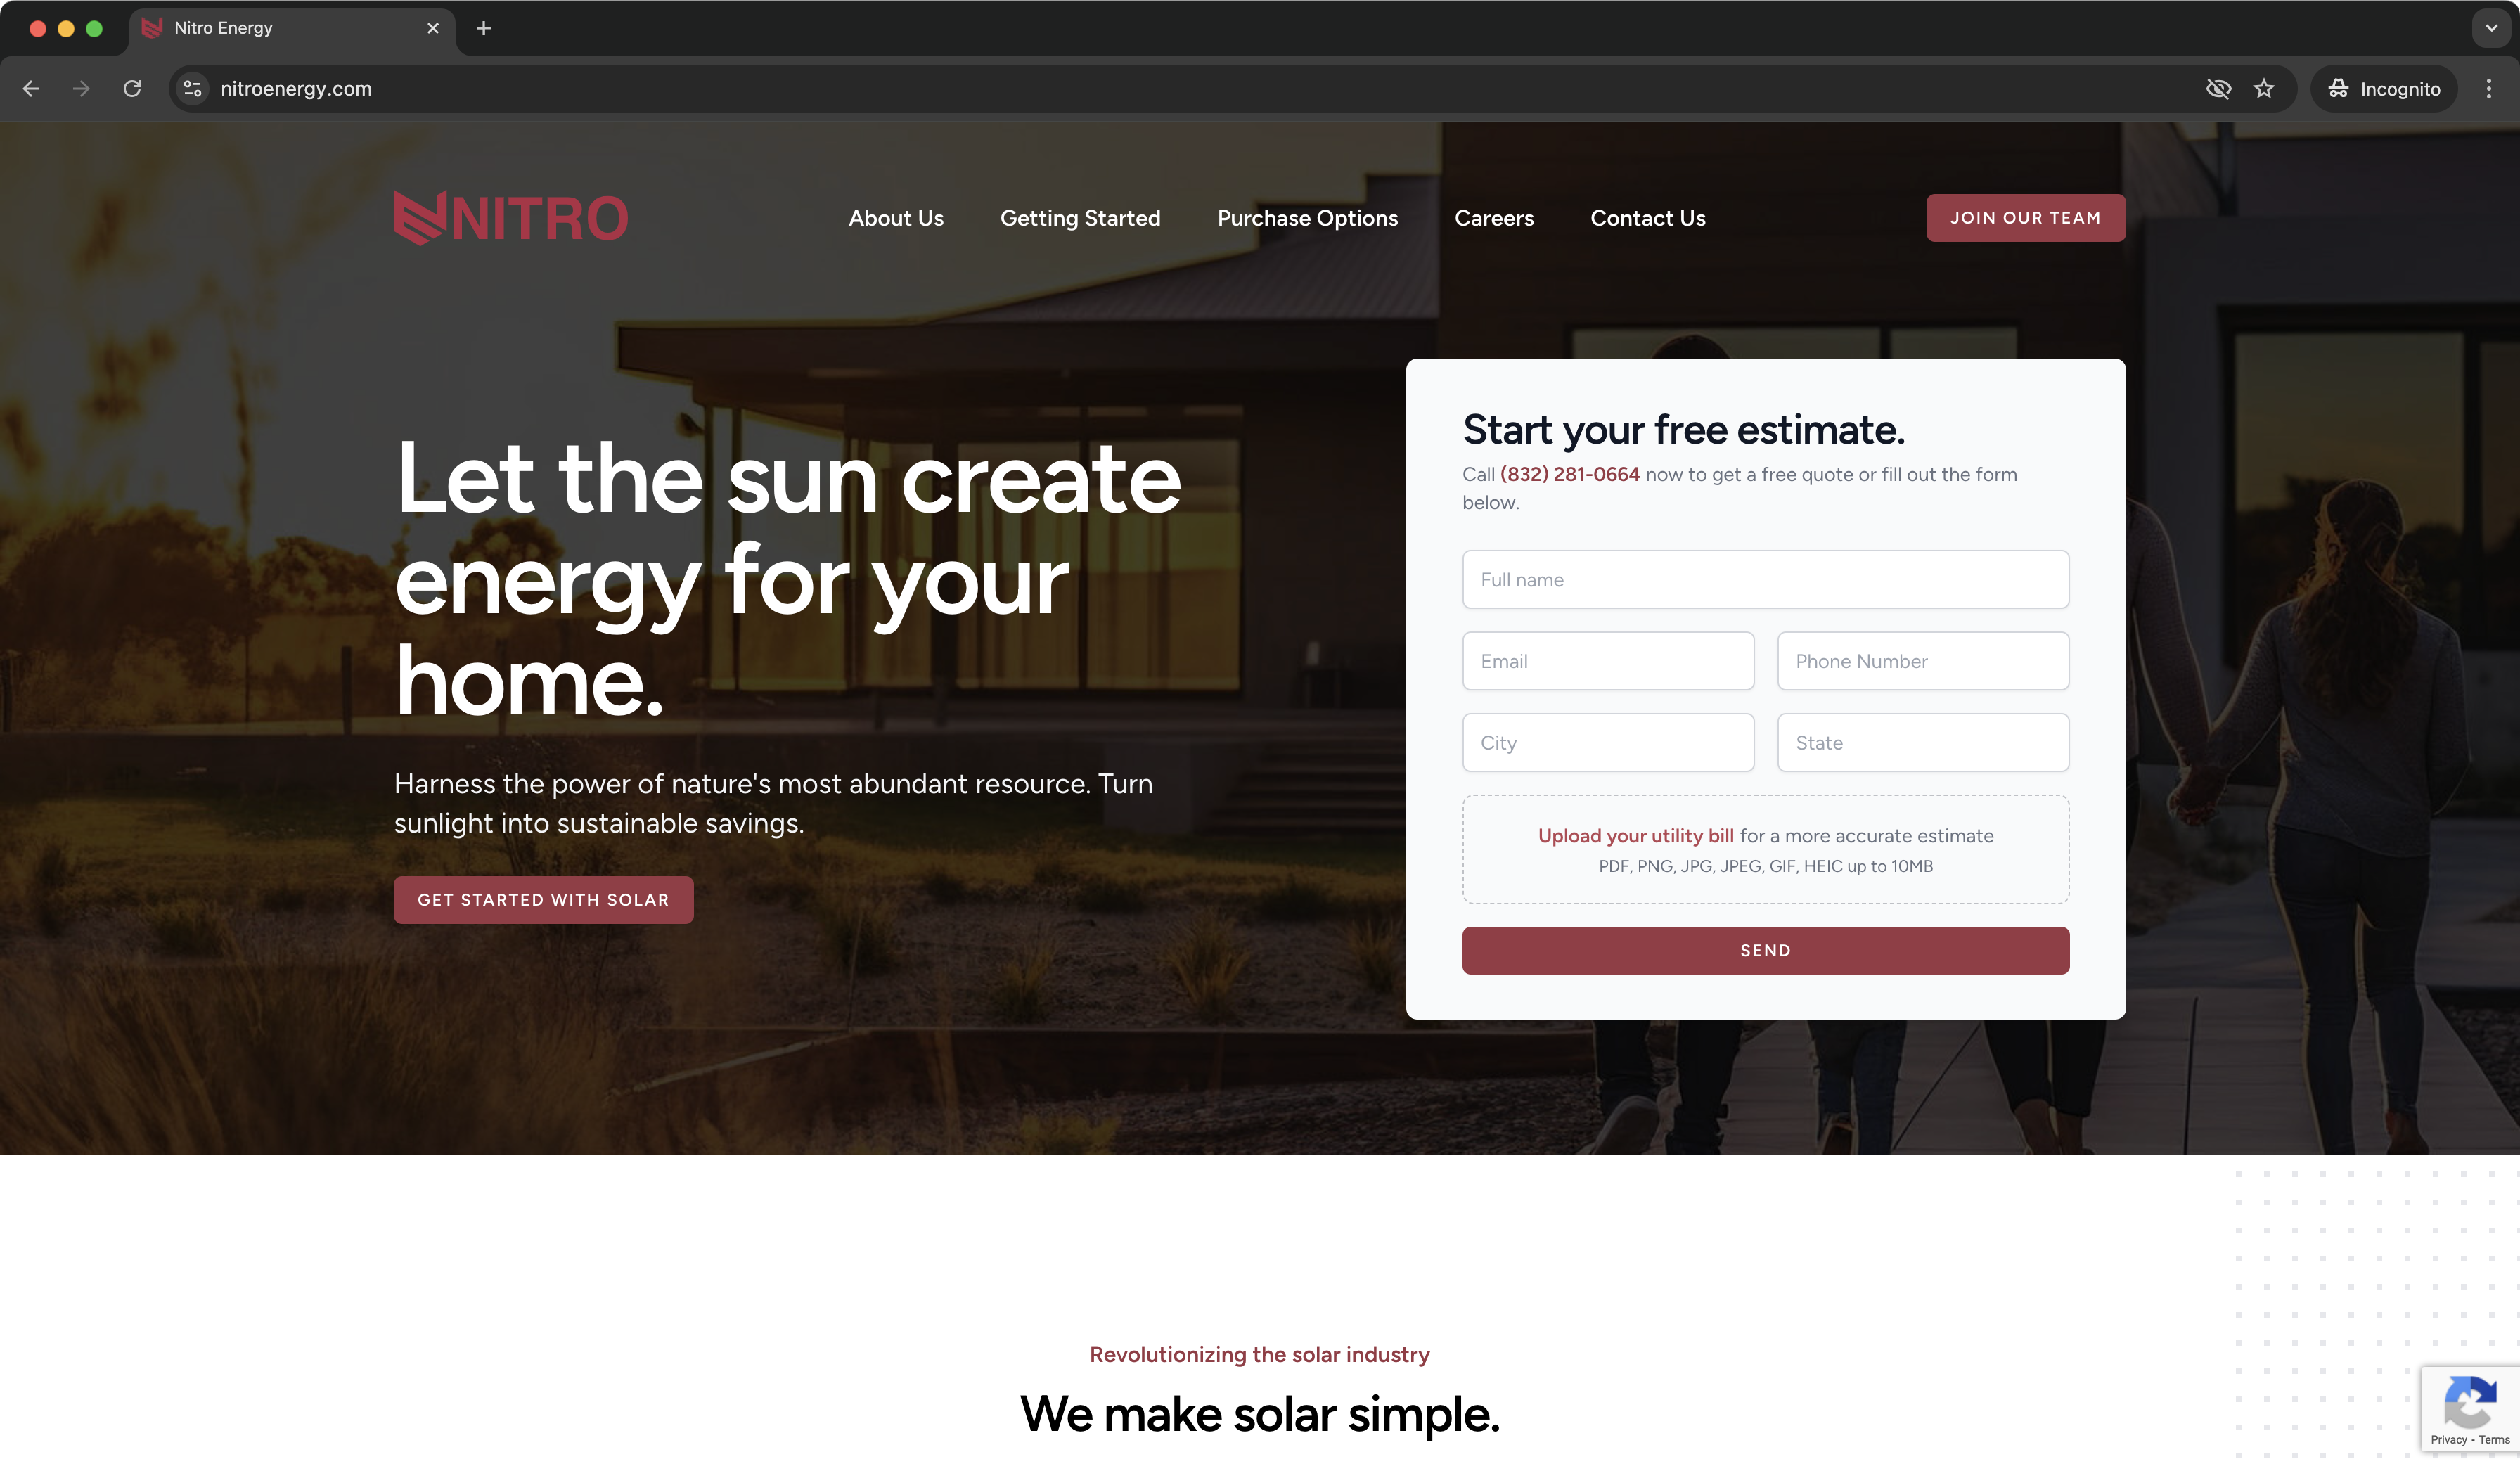 Nitro Energy
nitroenergy.com
Incognito
NITRO
About Us
Getting Started
Purchase Options
Careers
Contact Us
JOIN OUR TEAM
Let the sun create
energy for your
home.
Harness the power of nature's most abundant resource. Turn
sunlight into sustainable savings.
GET STARTED WITH SOLAR
Start your free estimate.
Call (832) 281-0664 now to get a free quote or fill out the form
below.
Full name
Email
Phone Number
City
State
Upload your utility bill for a more accurate estimate
PDF, PNG, JPG, JPEG, GIF, HEIC up to 10MB
SEND
Revolutionizing the solar industry
We make solar simple.
Privacy - Terms